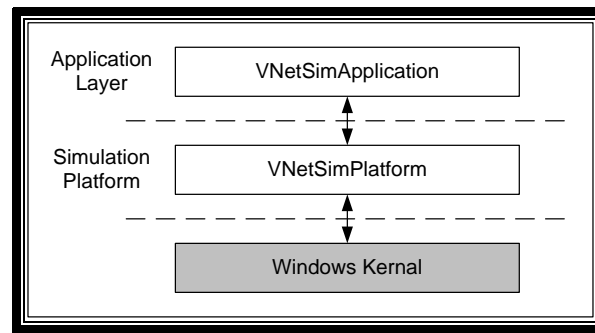 Application
Layer
VNetSimApplication
Simulation
Platform
VNetSimPlatform
Windows Kernal